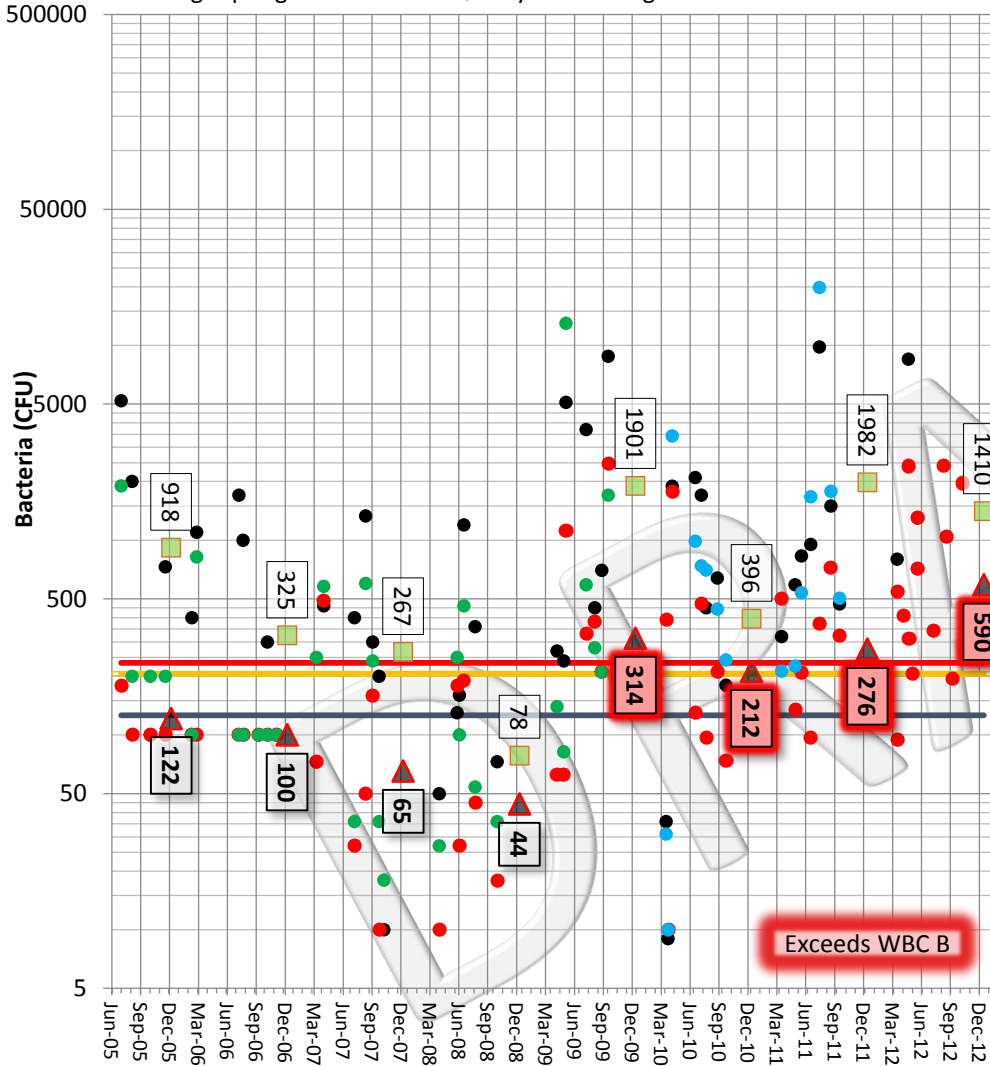 500000
50000
5000
500
50
5
Bacteria (CFU)
918
325
267
78
1901
396
1982
1410
122
100
65
44
314
212
276
590
Exceeds WBC B
Jun-05
Sep-05
Dec-05
Mar-06
Jun-06
Sep-06
Dec-06
Mar-07
Jun-07
Sep-07
Dec-07
Mar-08
Jun-08
Sep-08
Dec-08
Mar-09
Jun-09
Sep-09
Dec-09
Mar-10
Jun-10
Sep-10
Dec-10
Mar-11
Jun-11
Sep-11
Dec-11
Mar-12
Jun-12
Sep-12
Dec-12